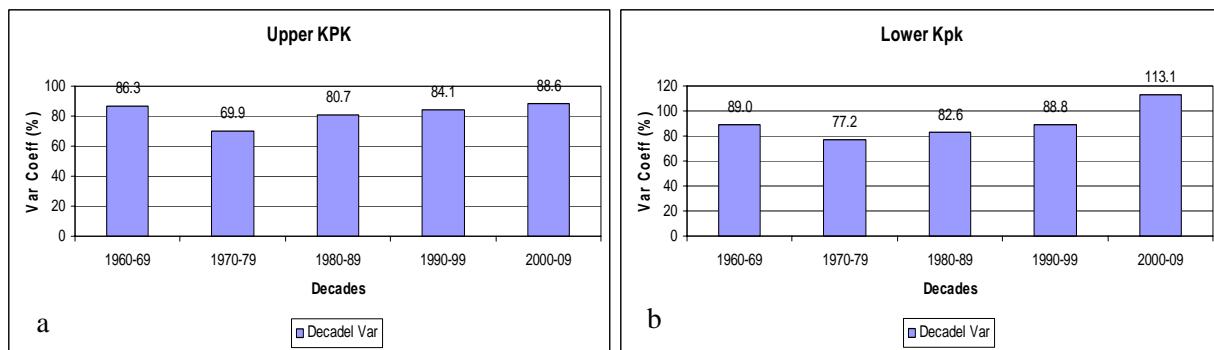 Upper KPK
Var Coeff (%)
100
80
60
40
20
0
86.3
69.9
80.7
84.1
88.6
1960-69 1970-79 1980-89 1990-99 2000-09
Decades
a
Decadel Var
Lower Kpk
Var Coeff (%)
120
100
80
60
40
20
0
89.0
77.2
82.6
88.8
113.1
1960-69 1970-79 1980-89 1990-99 2000-09
Decades
b
Decadel Var